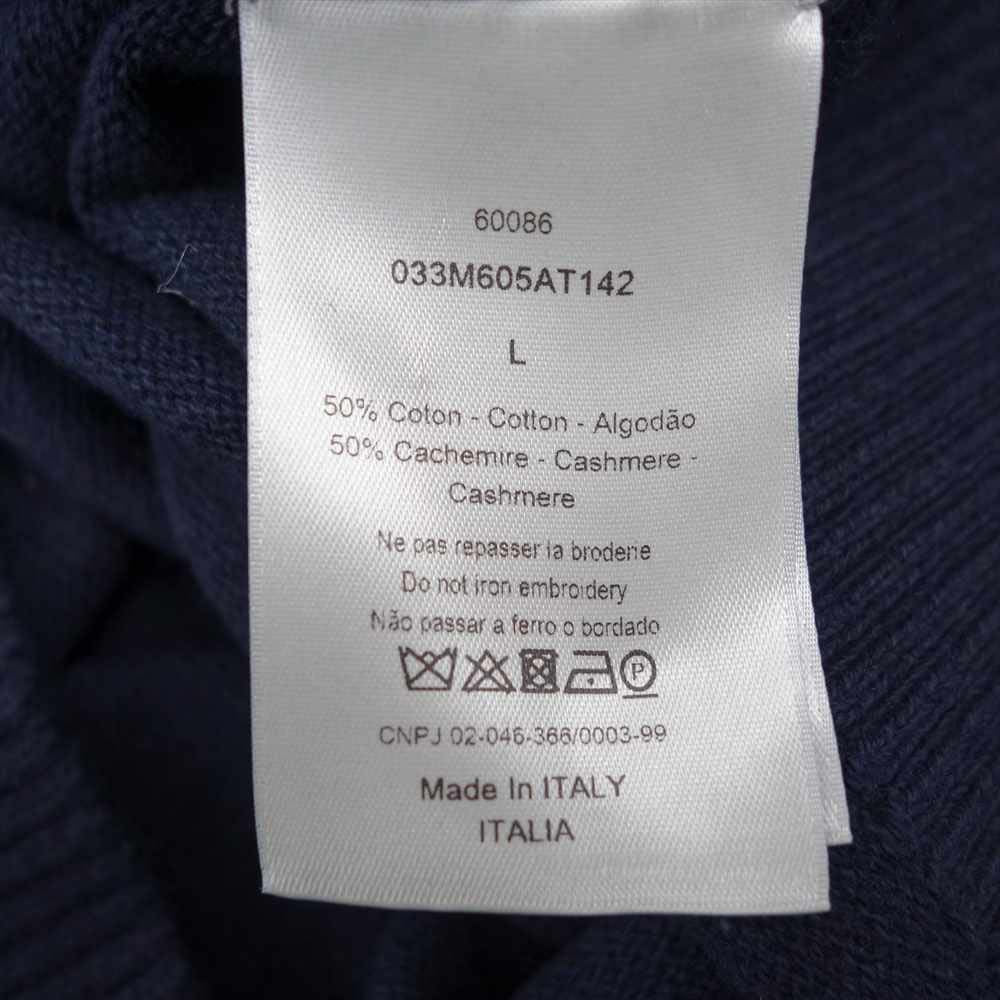 60086
033M605AT142
L
50% Coton - Cotton - Algodão
50% Cachemire - Cashmere -
Cashmere
Ne pas repasser la broderie
Do not iron embroidery
Não passar a ferro o bordado
P
CNPJ 02-046-366/0003-99
Made In ITALY
ITALIA